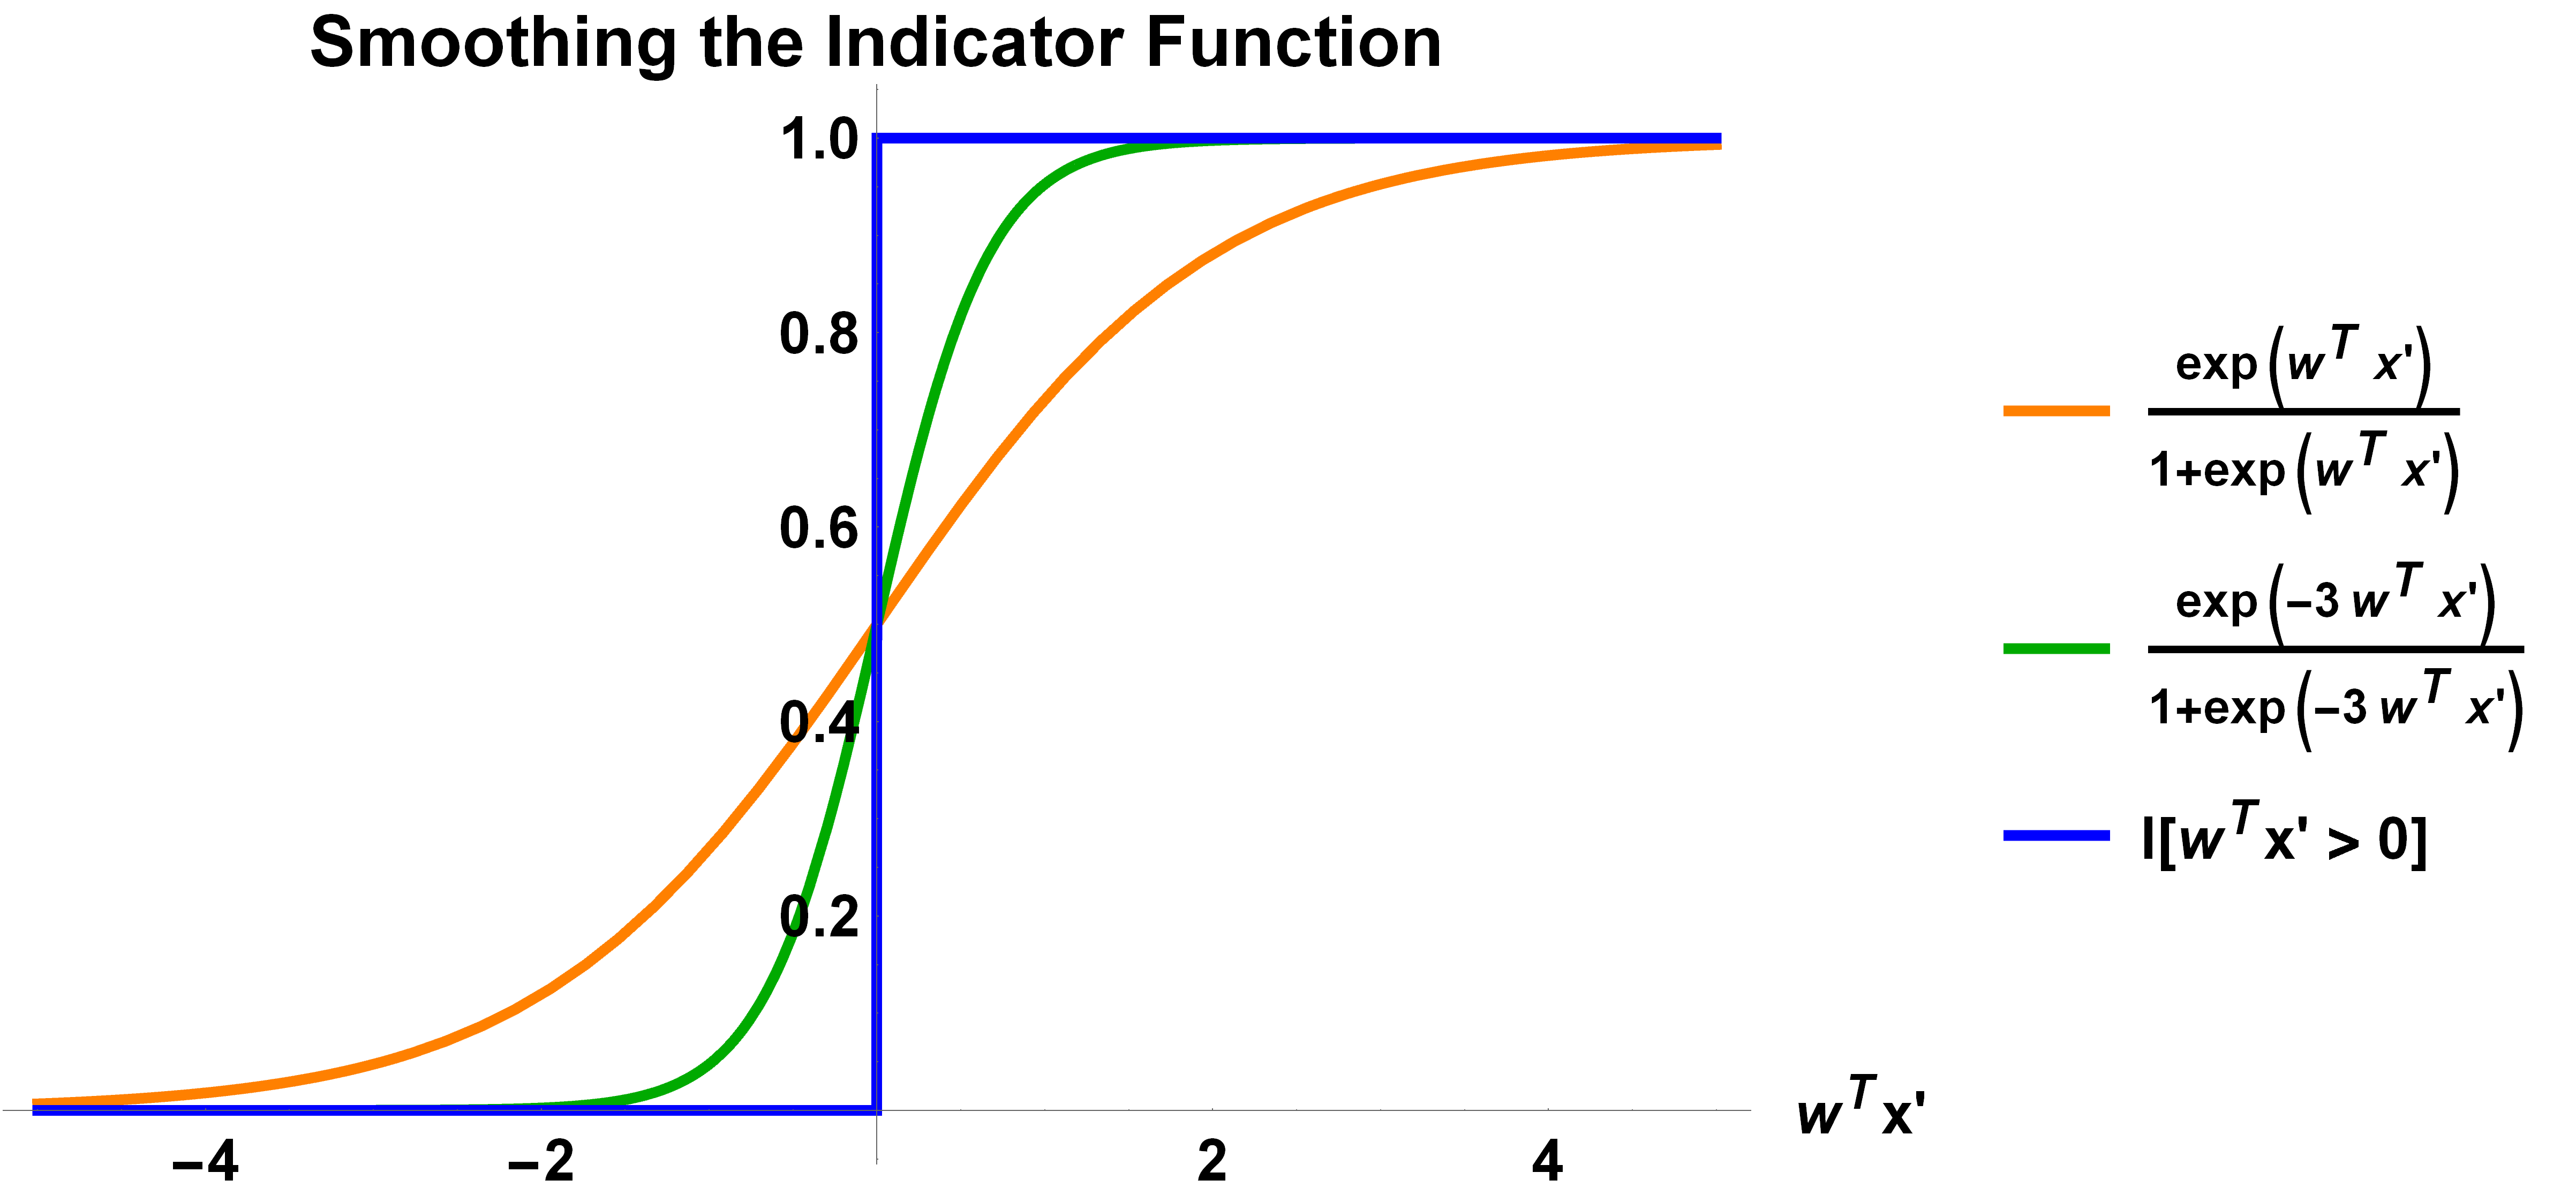 Smoothing the Indicator Function
1.0
0.8
0.6
0.4
0.2
−4 −2 2 4
w^T x'
exp(w^T x')
1+exp(w^T x')
exp(−3 w^T x')
1+exp(−3 w^T x')
I[w^T x' > 0]